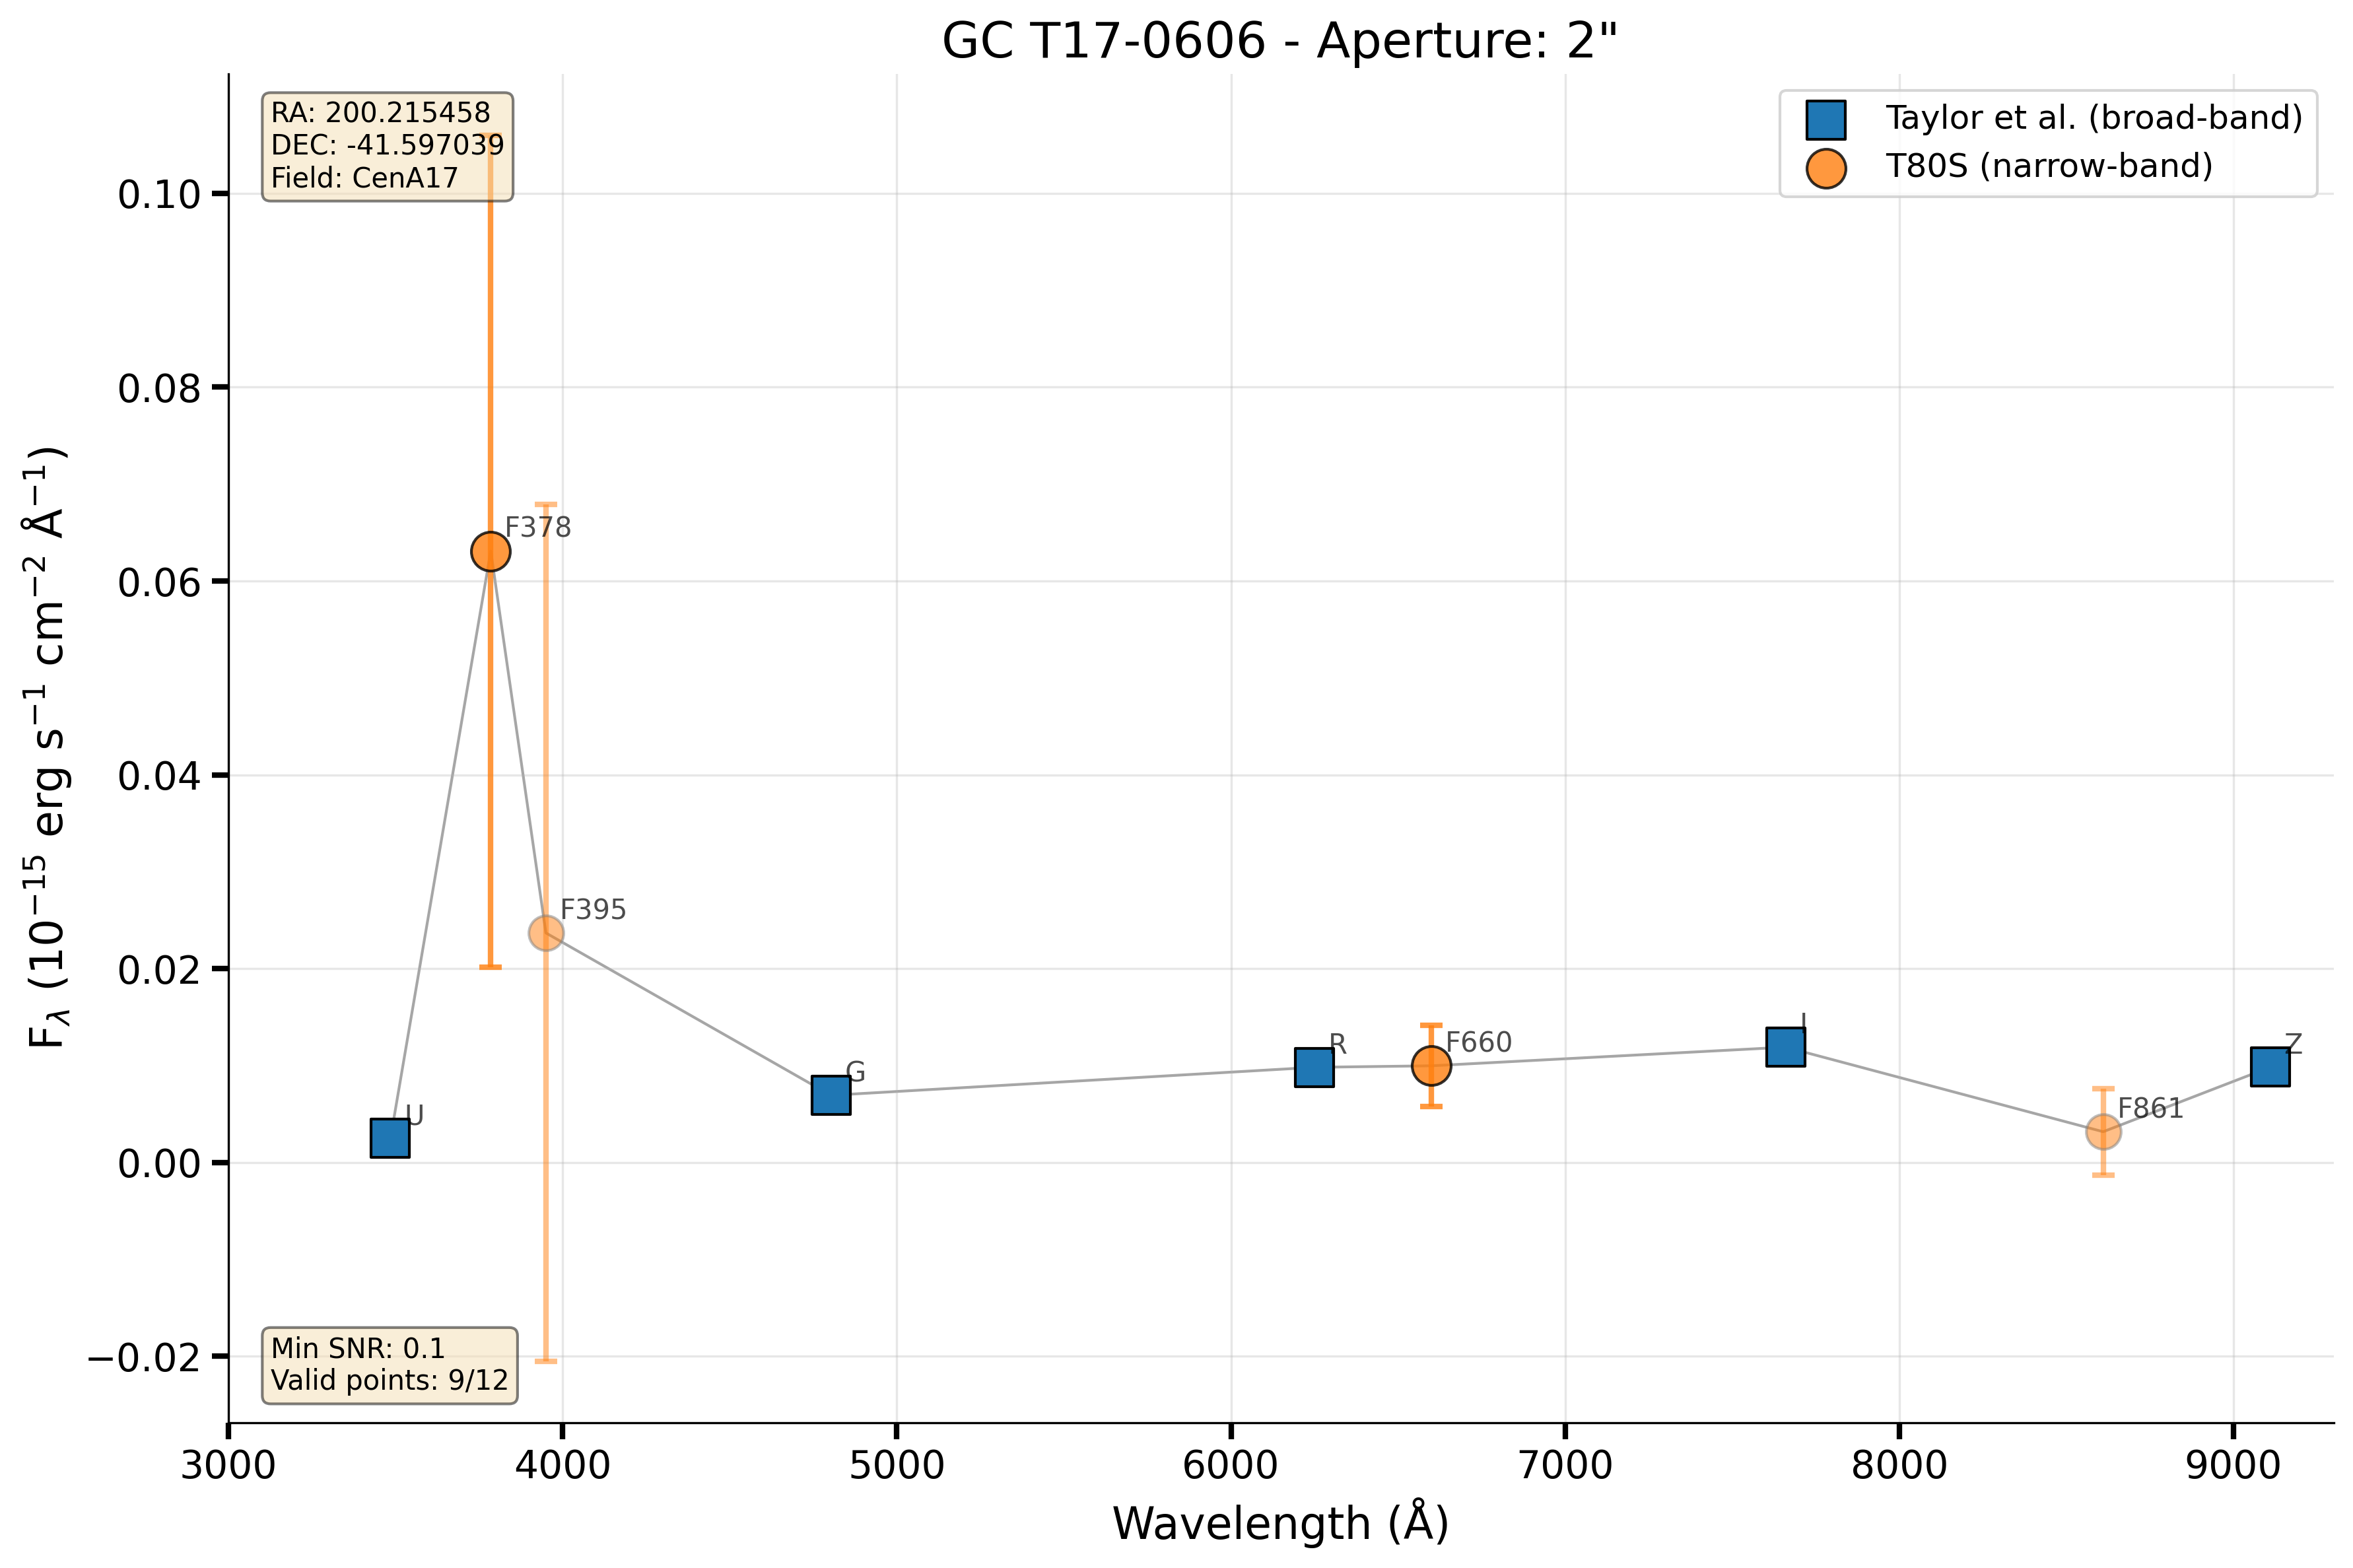 GC T17-0606 - Aperture: 2"
RA: 200.215458
DEC: -41.597039
Field: CenA17
Taylor et al. (broad-band)
T80S (narrow-band)
F378
F395
U
G
R
F660
I
F861
Z
Min SNR: 0.1
Valid points: 9/12
0.10
0.08
0.06
0.04
0.02
0.00
−0.02
3000 4000 5000 6000 7000 8000 9000
Wavelength (Å)
Fλ (10⁻¹⁵ erg s⁻¹ cm⁻² Å⁻¹)